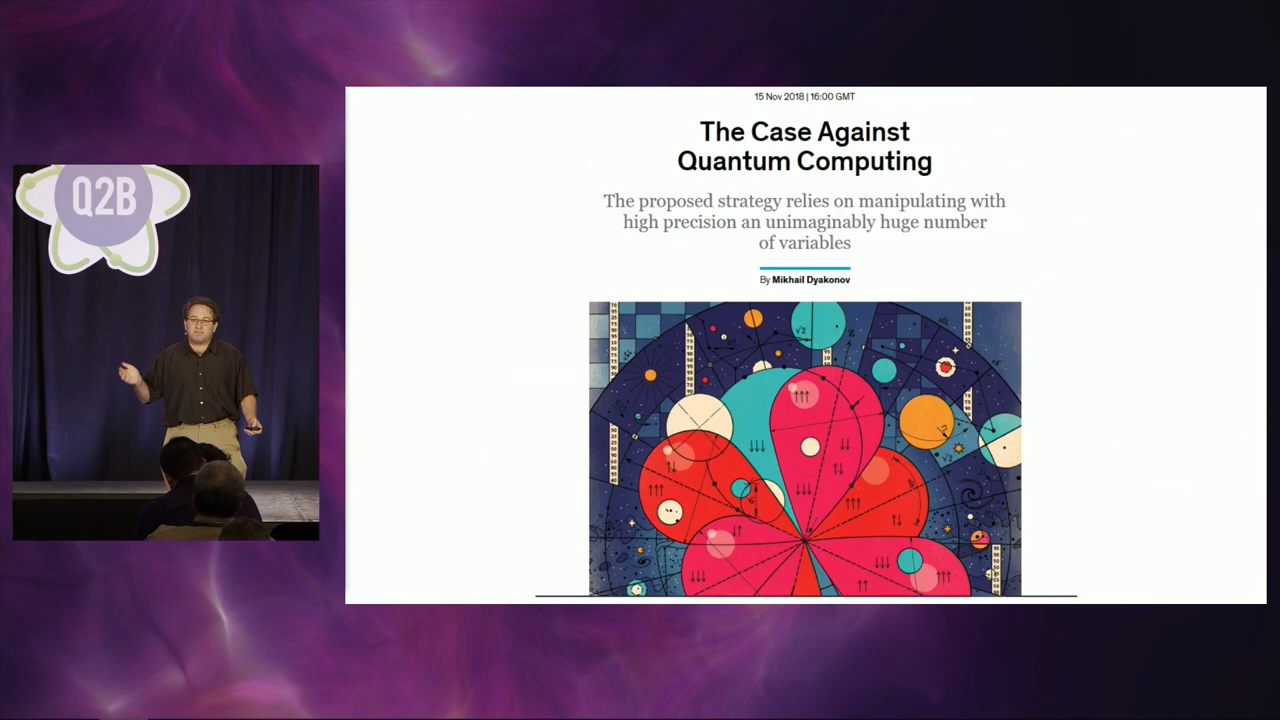 Q2B
15 Nov 2018 | 16:00 GMT
The Case Against
Quantum Computing
The proposed strategy relies on manipulating with
high precision an unimaginably huge number
of variables
By Mikhail Dyakonov